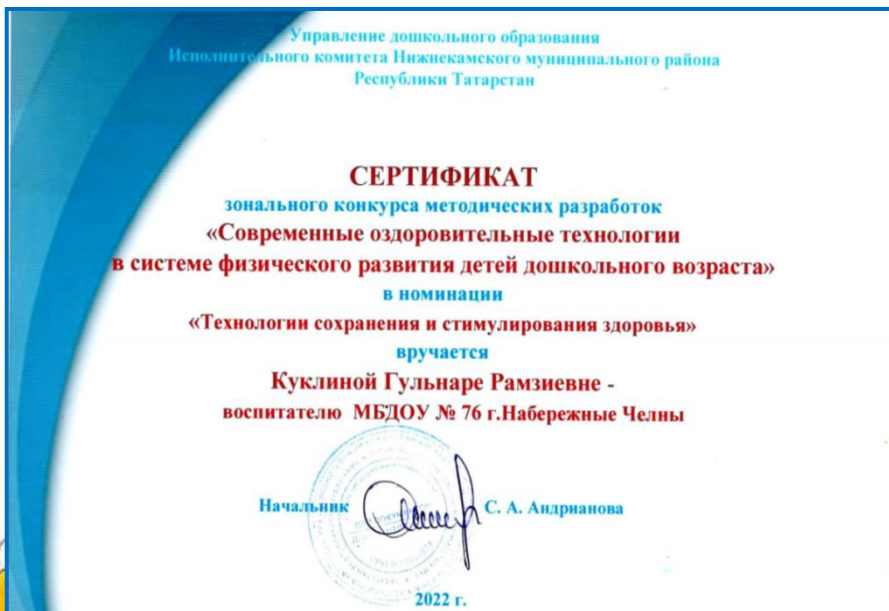 Управление дошкольного образования
Исполнительного комитета Нижнекамского муниципального района
Республики Татарстан
СЕРТИФИКАТ
зонального конкурса методических разработок
«Современные оздоровительные технологии
в системе физического развития детей дошкольного возраста»
в номинации
«Технологии сохранения и стимулирования здоровья»
вручается
Куклиной Гульнаре Рамзиевне -
воспитателю МБДОУ № 76 г.Набережные Челны
Начальник С. А. Андрианова
2022 г.